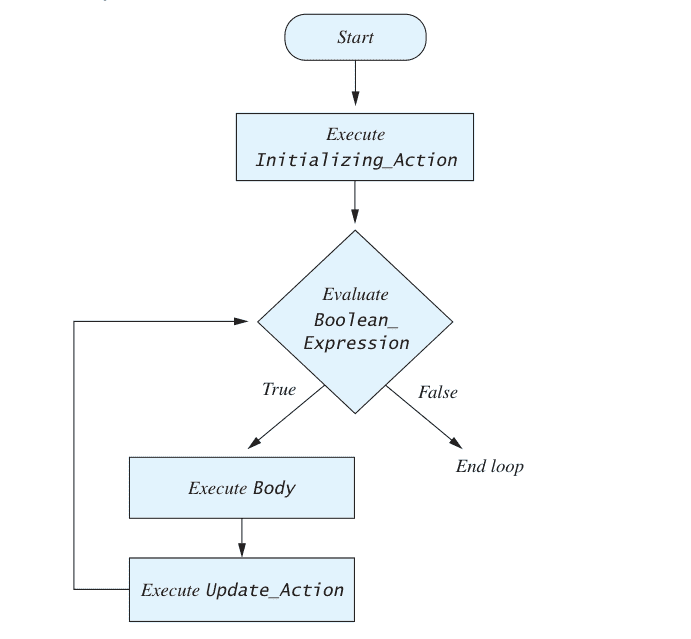 Start
Execute
Initializing_Action
Evaluate
Boolean_
Expression
True
False
End loop
Execute Body
Execute Update_Action